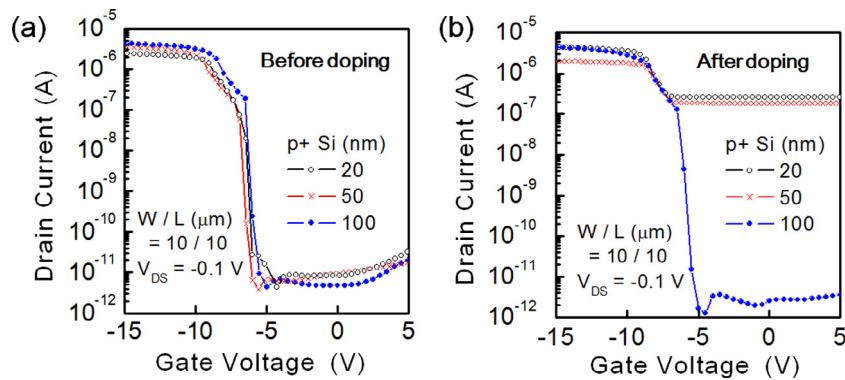 (a)
Before doping
Drain Current (A)
10⁻⁵
10⁻⁶
10⁻⁷
10⁻⁸
10⁻⁹
10⁻¹⁰
10⁻¹¹
10⁻¹²
p+ Si (nm)
20
50
100
W / L (μm)
= 10 / 10
V_DS = -0.1 V
-15 -10 -5 0 5
Gate Voltage (V)
(b)
After doping
Drain Current (A)
10⁻⁵
10⁻⁶
10⁻⁷
10⁻⁸
10⁻⁹
10⁻¹⁰
10⁻¹¹
10⁻¹²
p+ Si (nm)
20
50
100
W / L (μm)
= 10 / 10
V_DS = -0.1 V
-15 -10 -5 0 5
Gate Voltage (V)